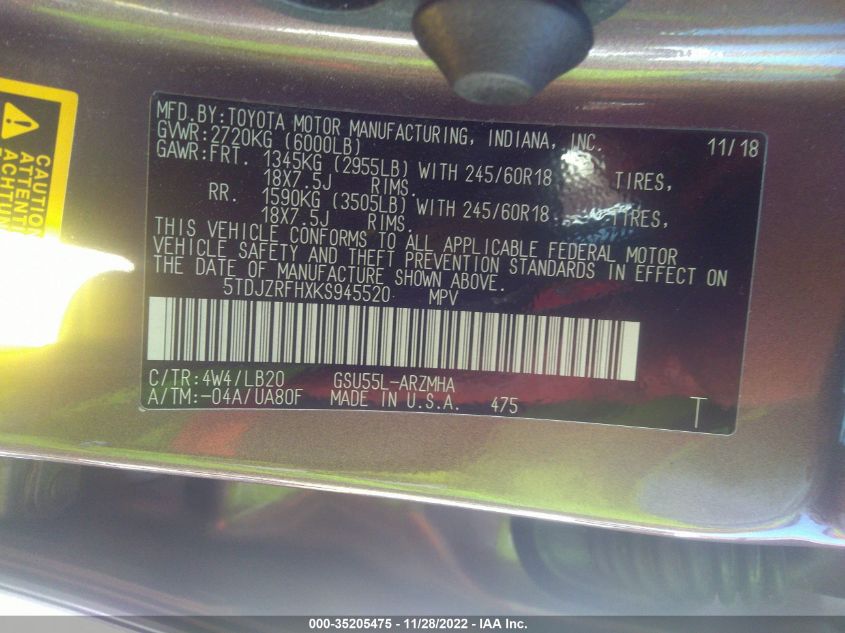 CAUTION
ATTENTION
ACHTUNG
MFD.BY:TOYOTA MOTOR MANUFACTURING, INDIANA, INC. 11/18
GVWR:2720KG (6000LB)
GAWR:FRT. 1345KG (2955LB) WITH 245/60R18 TIRES,
18X7.5J RIMS.
RR. 1590KG (3505LB) WITH 245/60R18 TIRES,
18X7.5J RIMS.
THIS VEHICLE CONFORMS TO ALL APPLICABLE FEDERAL MOTOR
VEHICLE SAFETY AND THEFT PREVENTION STANDARDS IN EFFECT ON
THE DATE OF MANUFACTURE SHOWN ABOVE.
5TDJZRFHXKS945520 MPV
C/TR:4W4/LB20 GSU55L-ARZMHA
A/TM:-04A/UA80F MADE IN U.S.A. 475 T
000-35205475 - 11/28/2022 - IAA Inc.